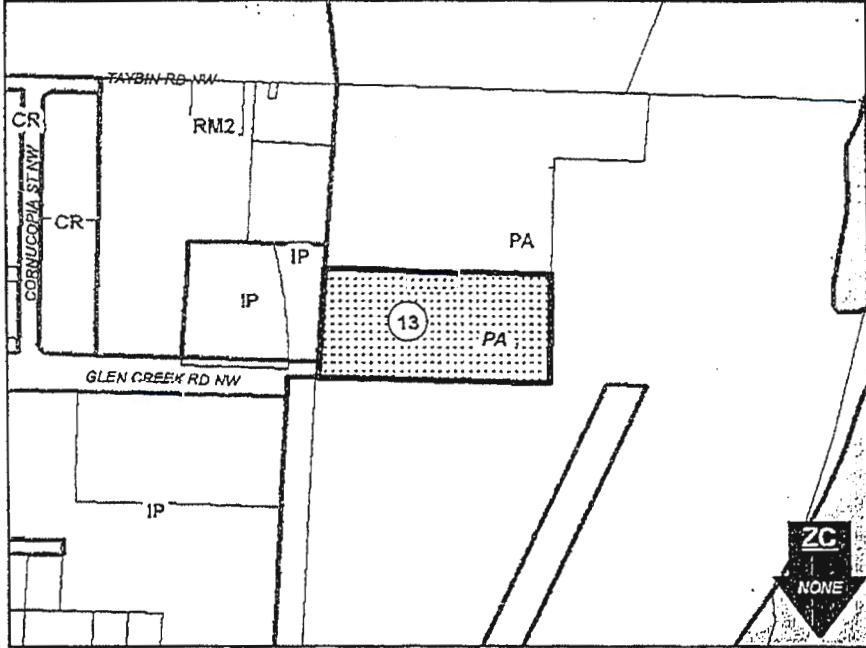 TAYBIN RD NW
CR
RM2
CORNUCOPIA ST NW
CR
PA
IP
IP
13
PA
GLEN CREEK RD NW
IP
ZC
NONE